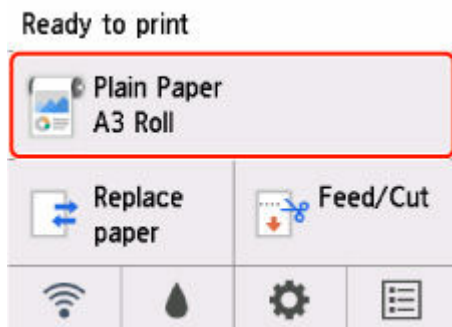 Ready to print
Plain Paper
A3 Roll
Replace
paper
Feed/Cut